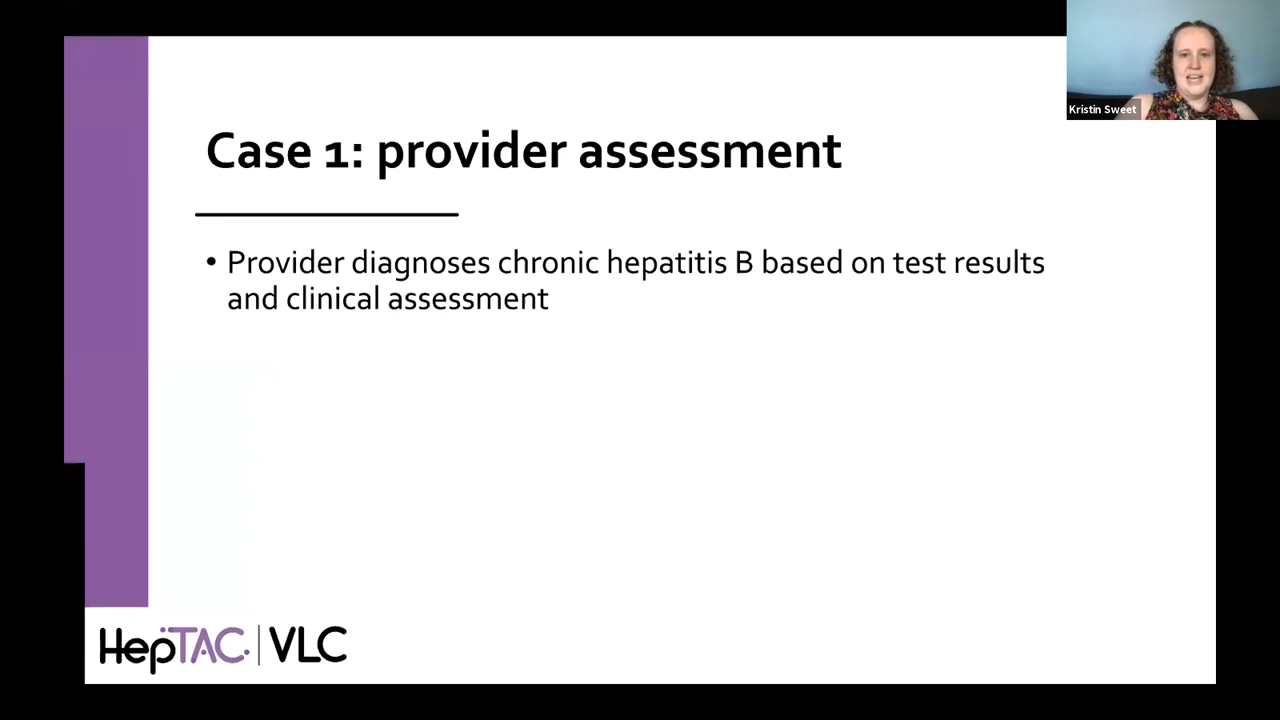 Kristin Sweet
Case 1: provider assessment
• Provider diagnoses chronic hepatitis B based on test results
and clinical assessment
HepTAC | VLC